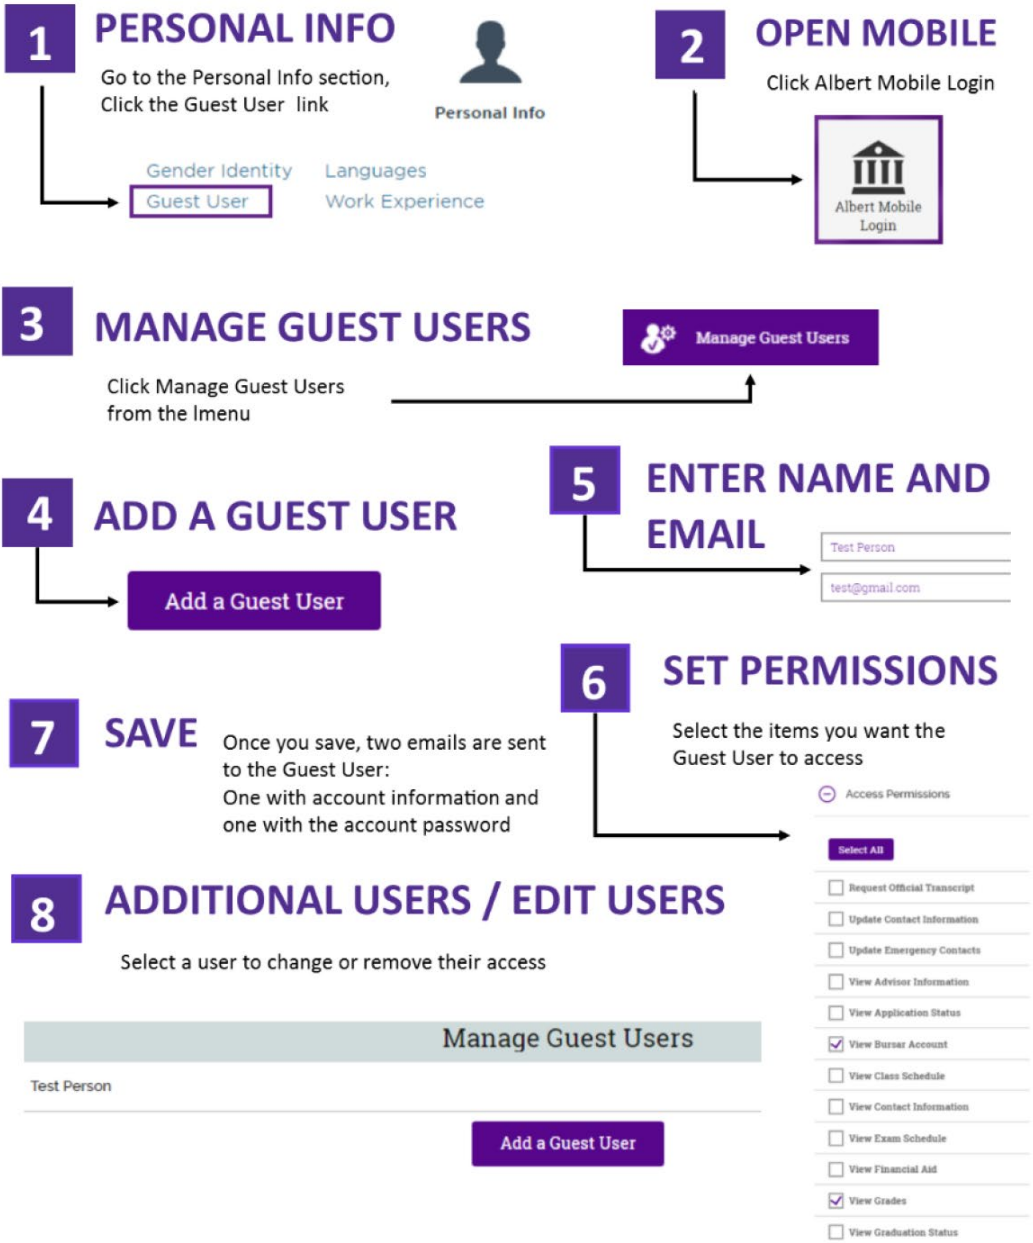 1
PERSONAL INFO
Go to the Personal Info section,
Click the Guest User link
Personal Info
Gender Identity
Languages
Guest User
Work Experience
2
OPEN MOBILE
Click Albert Mobile Login
Albert Mobile
Login
3
MANAGE GUEST USERS
Click Manage Guest Users
from the lmenu
Manage Guest Users
4
ADD A GUEST USER
Add a Guest User
5
ENTER NAME AND
EMAIL
Test Person
test@gmail.com
6
SET PERMISSIONS
Select the items you want the
Guest User to access
Access Permissions
Select All
Request Official Transcript
Update Contact Information
Update Emergency Contacts
View Advisor Information
View Application Status
View Bursar Account
View Class Schedule
View Contact Information
View Exam Schedule
View Financial Aid
View Grades
View Graduation Status
7
SAVE
Once you save, two emails are sent
to the Guest User:
One with account information and
one with the account password
8
ADDITIONAL USERS / EDIT USERS
Select a user to change or remove their access
Manage Guest Users
Test Person
Add a Guest User